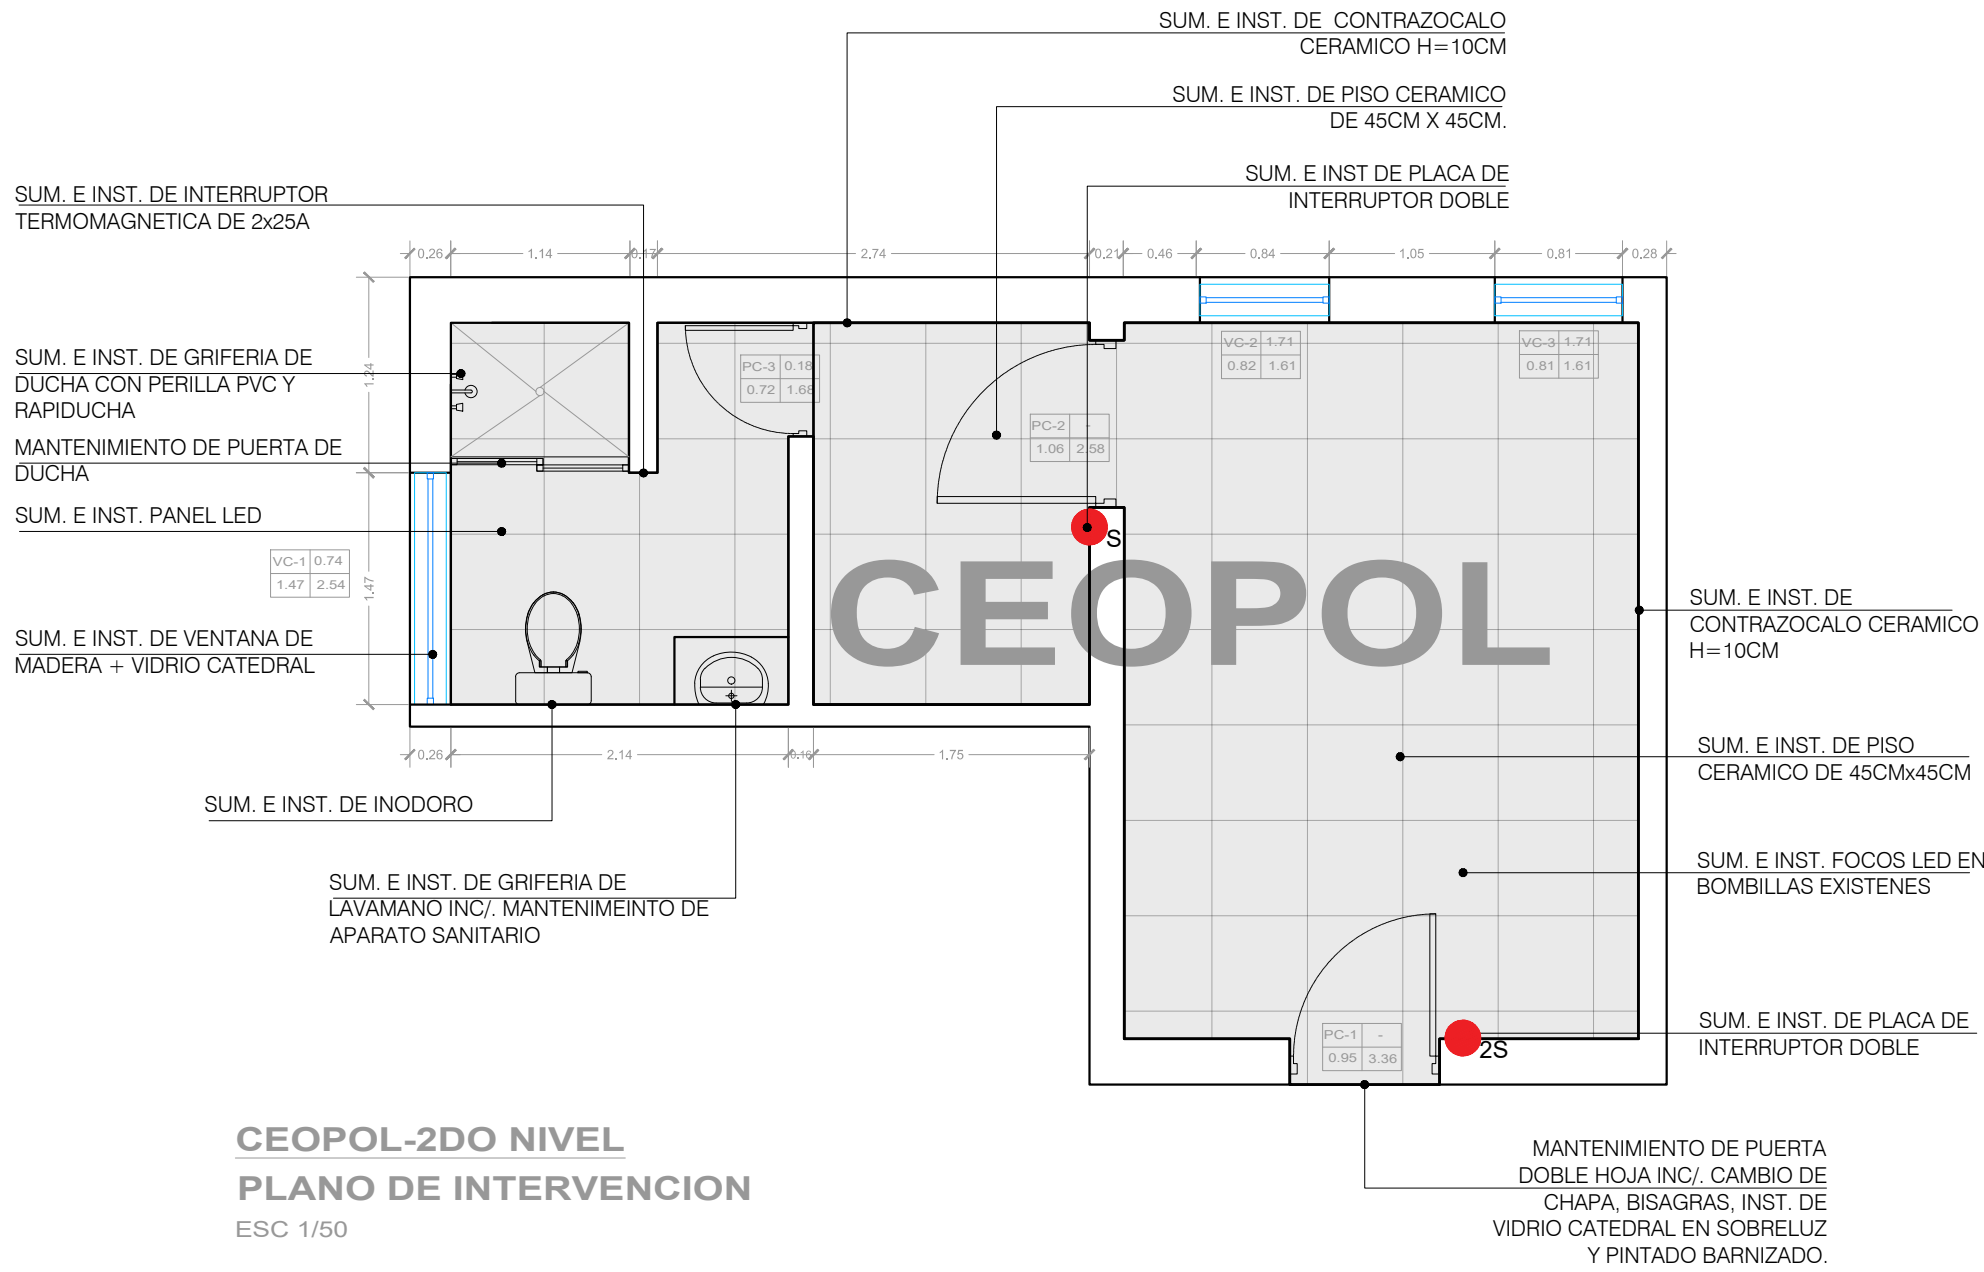 SUM. E INST. DE CONTRAZOCALO
CERAMICO H=10CM
SUM. E INST. DE PISO CERAMICO
DE 45CM X 45CM.
SUM. E INST DE PLACA DE
INTERRUPTOR DOBLE
SUM. E INST. DE INTERRUPTOR
TERMOMAGNETICA DE 2x25A
0.26
1.14
0.17
2.74
0.21
0.46
0.84
1.05
0.81
0.28
SUM. E INST. DE GRIFERIA DE
DUCHA CON PERILLA PVC Y
RAPIDUCHA
1.24
PC-3 0.18
0.72 1.68
VC-2 1.71
0.82 1.61
VC-3 1.71
0.81 1.61
MANTENIMIENTO DE PUERTA DE
DUCHA
PC-2 -
1.06 2.58
SUM. E INST. PANEL LED
S
VC-1 0.74
1.47 2.54
1.47
CEOPOL
SUM. E INST. DE
CONTRAZOCALO CERAMICO
H=10CM
SUM. E INST. DE VENTANA DE
MADERA + VIDRIO CATEDRAL
0.26
2.14
0.16
1.75
SUM. E INST. DE PISO
CERAMICO DE 45CMx45CM
SUM. E INST. DE INODORO
SUM. E INST. FOCOS LED EN
BOMBILLAS EXISTENES
SUM. E INST. DE GRIFERIA DE
LAVAMANO INC/. MANTENIMEINTO DE
APARATO SANITARIO
SUM. E INST. DE PLACA DE
INTERRUPTOR DOBLE
2S
PC-1 -
0.95 3.36
CEOPOL-2DO NIVEL
PLANO DE INTERVENCION
ESC 1/50
MANTENIMIENTO DE PUERTA
DOBLE HOJA INC/. CAMBIO DE
CHAPA, BISAGRAS, INST. DE
VIDRIO CATEDRAL EN SOBRELUZ
Y PINTADO BARNIZADO.